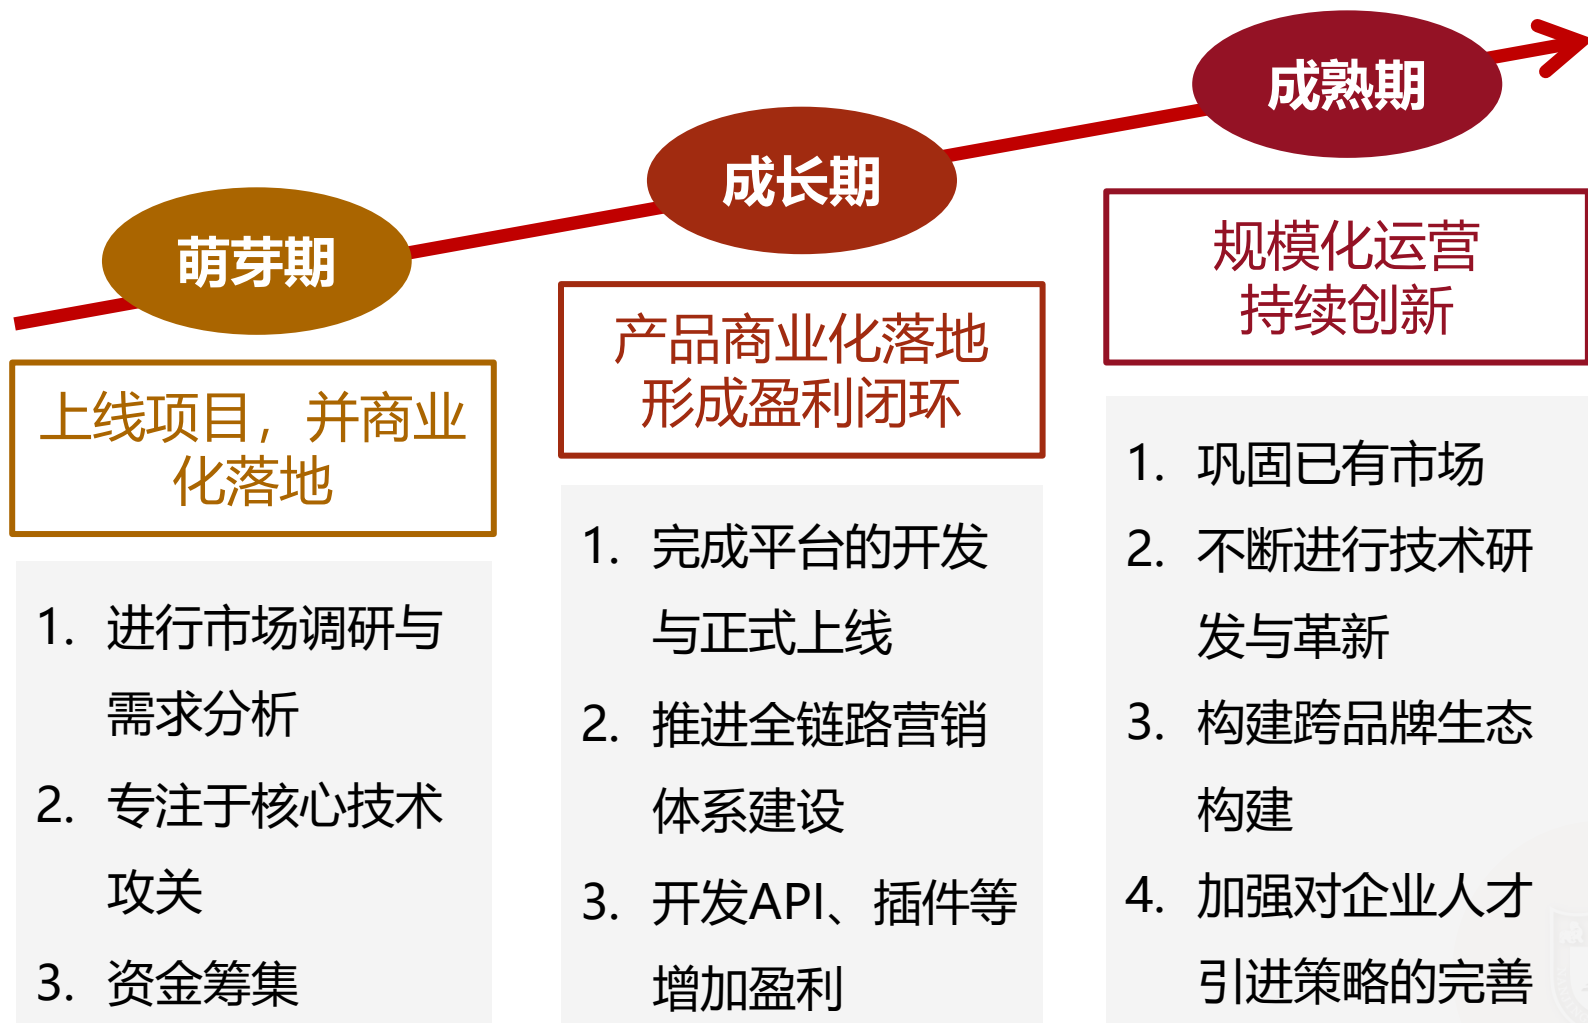 萌芽期
上线项目，并商业
化落地
1. 进行市场调研与
需求分析
2. 专注于核心技术
攻关
3. 资金筹集
成长期
产品商业化落地
形成盈利闭环
1. 完成平台的开发
与正式上线
2. 推进全链路营销
体系建设
3. 开发API、插件等
增加盈利
成熟期
规模化运营
持续创新
1. 巩固已有市场
2. 不断进行技术研
发与革新
3. 构建跨品牌生态
构建
4. 加强对企业人才
引进策略的完善